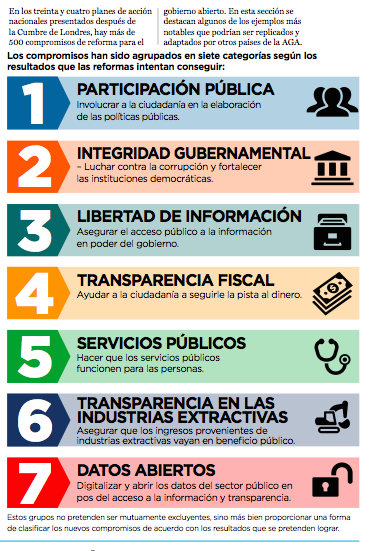 En los treinta y cuatro planes de acción
nacionales presentados después de
la Cumbre de Londres, hay más de
500 compromisos de reforma para el
gobierno abierto. En esta sección se
destacan algunos de los ejemplos más
notables que podrían ser replicados y
adaptados por otros países de la AGA.
Los compromisos han sido agrupados en siete categorías según los
resultados que las reformas intentan conseguir:
1 PARTICIPACIÓN PÚBLICA
Involucrar a la ciudadanía en la elaboración
de las políticas públicas.
2 INTEGRIDAD GUBERNAMENTAL
– Luchar contra la corrupción y fortalecer
las instituciones democráticas.
3 LIBERTAD DE INFORMACIÓN
Asegurar el acceso público a la información
en poder del gobierno.
4 TRANSPARENCIA FISCAL
Ayudar a la ciudadanía a seguirle la pista al dinero.
5 SERVICIOS PÚBLICOS
Hacer que los servicios públicos
funcionen para las personas.
6 TRANSPARENCIA EN LAS
INDUSTRIAS EXTRACTIVAS
Asegurar que los ingresos provenientes de
industrias extractivas vayan en beneficio público.
7 DATOS ABIERTOS
Digitalizar y abrir los datos del sector público en
pos del acceso a la información y transparencia.
Estos grupos no pretenden ser mutuamente excluyentes, sino más bien proporcionar una forma
de clasificar los nuevos compromisos de acuerdo con los resultados que se pretenden lograr.